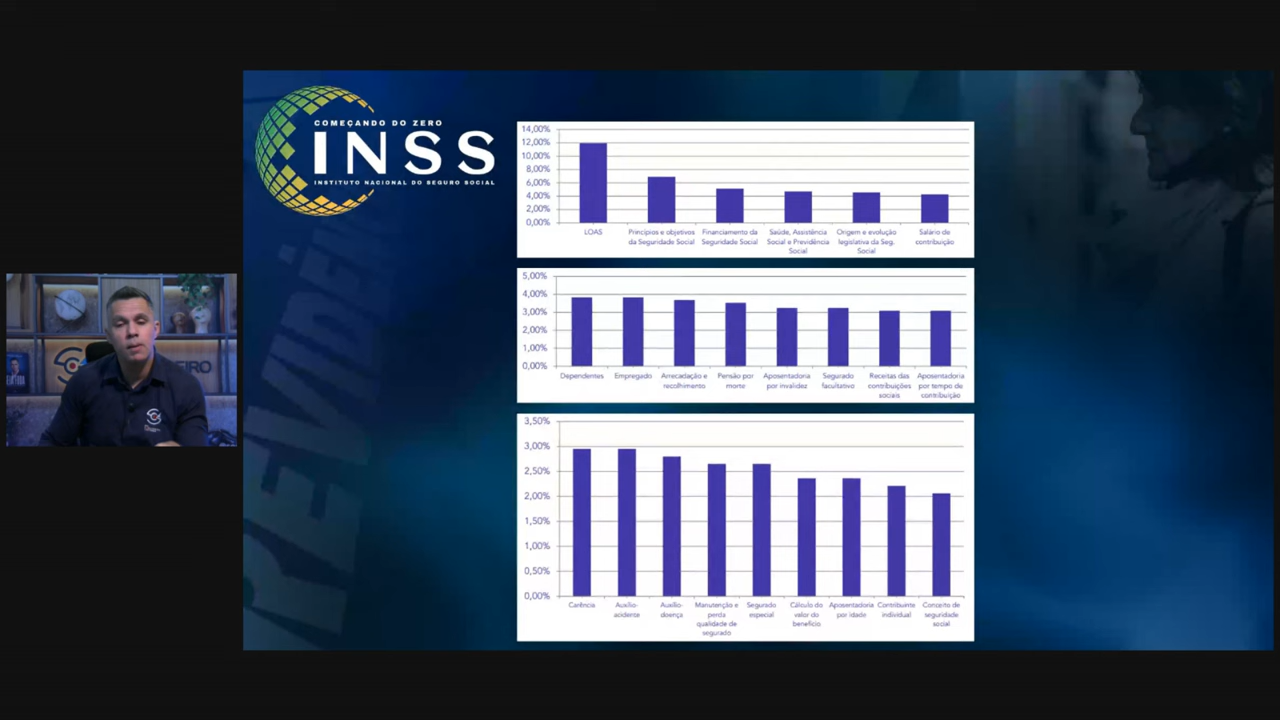 COMEÇANDO DO ZERO
INSS
INSTITUTO NACIONAL DO SEGURO SOCIAL
14,00%
12,00%
10,00%
8,00%
6,00%
4,00%
2,00%
0,00%
LOAS
Princípios e objetivos
da Seguridade Social
Financiamento da
Seguridade Social
Saúde, Assistência
Social e Previdência
Social
Origem e evolução
legislativa da Seg.
Social
Salário de
contribuição
5,00%
4,00%
3,00%
2,00%
1,00%
0,00%
Dependentes
Empregado
Arrecadação e
recolhimento
Pensão por
morte
Aposentadoria
por invalidez
Segurado
facultativo
Receitas das
contribuições
sociais
Aposentadoria
por tempo de
contribuição
3,50%
3,00%
2,50%
2,00%
1,50%
1,00%
0,50%
0,00%
Carência
Auxílio-
acidente
Auxílio-
doença
Manutenção e
perda
qualidade de
segurado
Segurado
especial
Cálculo do
valor do
benefício
Aposentadoria
por idade
Contribuinte
individual
Conceito de
seguridade
social